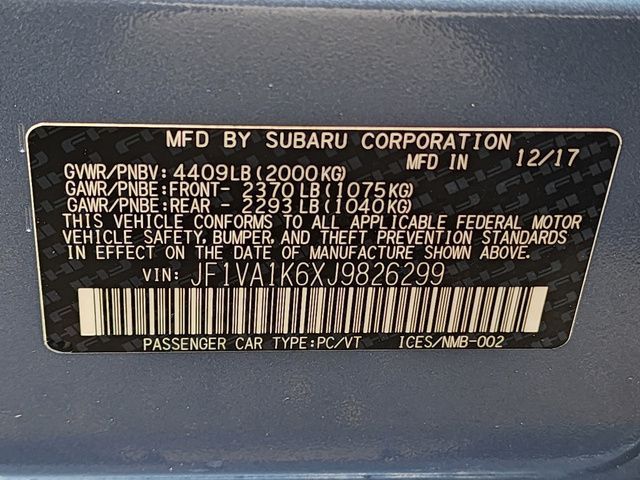 MFD BY SUBARU CORPORATION
MFD IN 12/17
GVWR/PNBV: 4409LB(2000KG)
GAWR/PNBE:FRONT- 2370LB(1075KG)
GAWR/PNBE:REAR - 2293LB(1040KG)
THIS VEHICLE CONFORMS TO ALL APPLICABLE FEDERAL MOTOR
VEHICLE SAFETY, BUMPER, AND THEFT PREVENTION STANDARDS
IN EFFECT ON THE DATE OF MANUFACTURE SHOWN ABOVE.
VIN: JF1VA1K6XJ9826299
PASSENGER CAR TYPE:PC/VT ICES/NMB-002